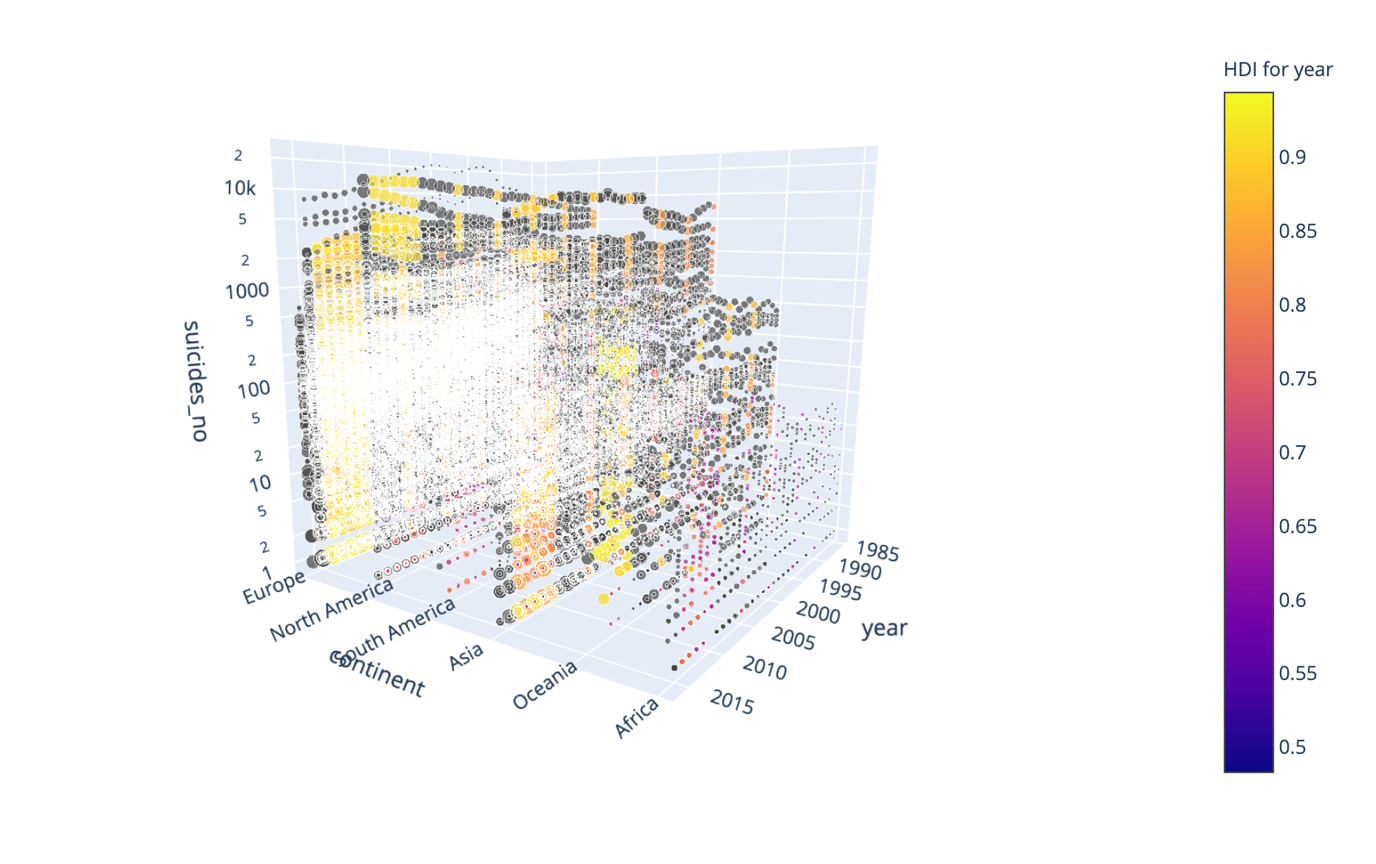 HDI for year
0.9
0.85
0.8
0.75
0.7
0.65
0.6
0.55
0.5
2
10k
5
2
1000
5
2
100
5
2
10
5
2
1
suicides_no
Europe
North America
South America
Asia
Oceania
Africa
continent
1985
1990
1995
2000
2005
2010
2015
year